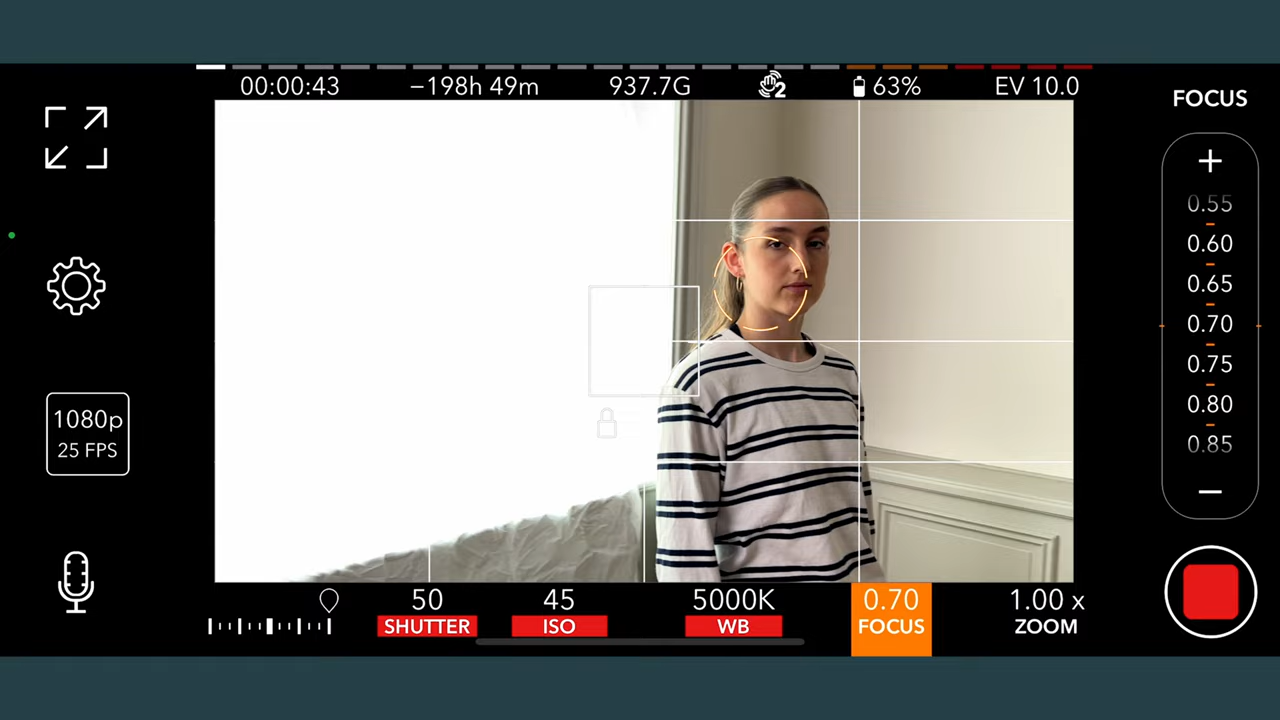 00:00:43 −198h 49m 937.7G 2 63% EV 10.0
FOCUS
+
0.55
0.60
0.65
0.70
0.75
0.80
0.85
−
1080p
25 FPS
50 45 5000K 0.70 1.00 x
SHUTTER ISO WB FOCUS ZOOM